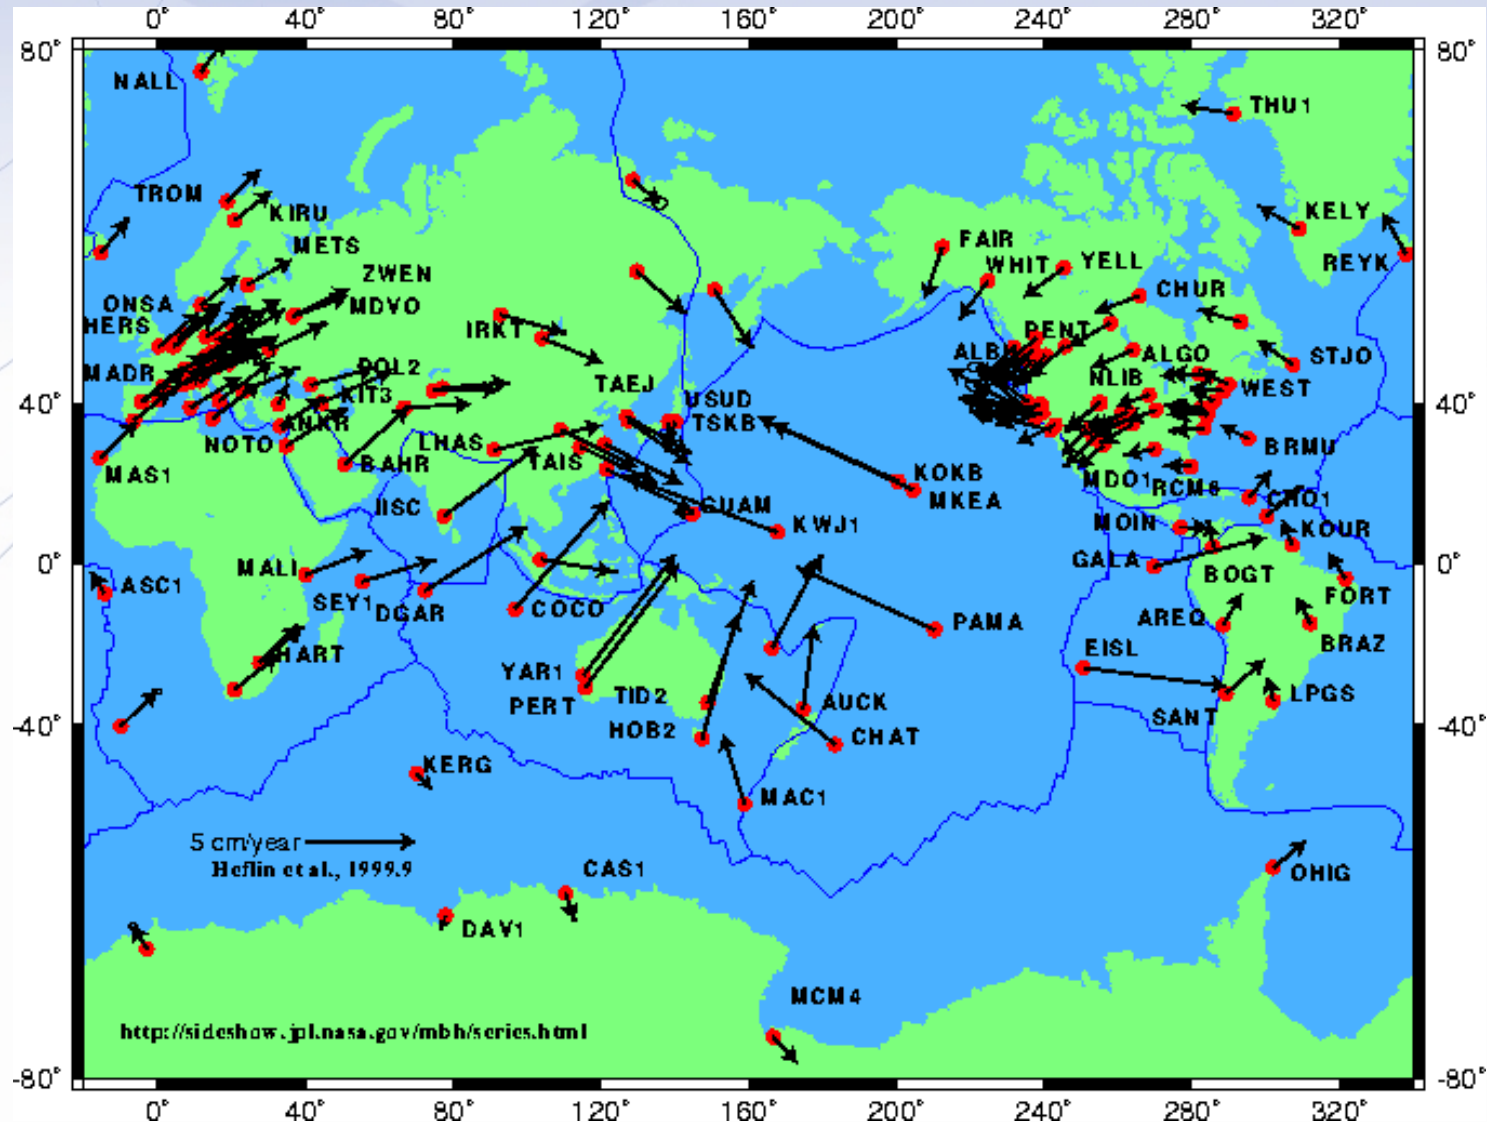 0° 40° 80° 120° 160° 200° 240° 280° 320°
80° 80°
NALL
THU1
TROM
KIRU
KELY
METS
FAIR
REYK
ZWEN
WHIT YELL
ONSA
MDVO
CHUR
HERS
IRKT
PENT
STJO
MADR
POL2
ALBH
ALGO
TAEJ
NLIB
WEST
KIT3
USUD
40° 40°
ANKR
TSKB
NOTO
LHAS
BRMU
MAS1
BAHR
TAIS
KOKB
MDO1
RCM6
IISC
GUAM
MKEA
CRO1
KWJ1
MOIN
KOUR
0° 0°
MALI
GALA
BOGT
ASC1
SEY1
DGAR
COCO
FORT
PAMA
AREQ
BRAZ
HART
EISL
YAR1
PERT
TID2
AUCK
LPGS
HOB2
SANT
-40° -40°
CHAT
KERG
MAC1
5 cm/year
Heflin et al., 1999.9
CAS1
OHIG
DAV1
MCM4
http://sideshow.jpl.nasa.gov/mbh/series.html
-80° -80°
0° 40° 80° 120° 160° 200° 240° 280° 320°